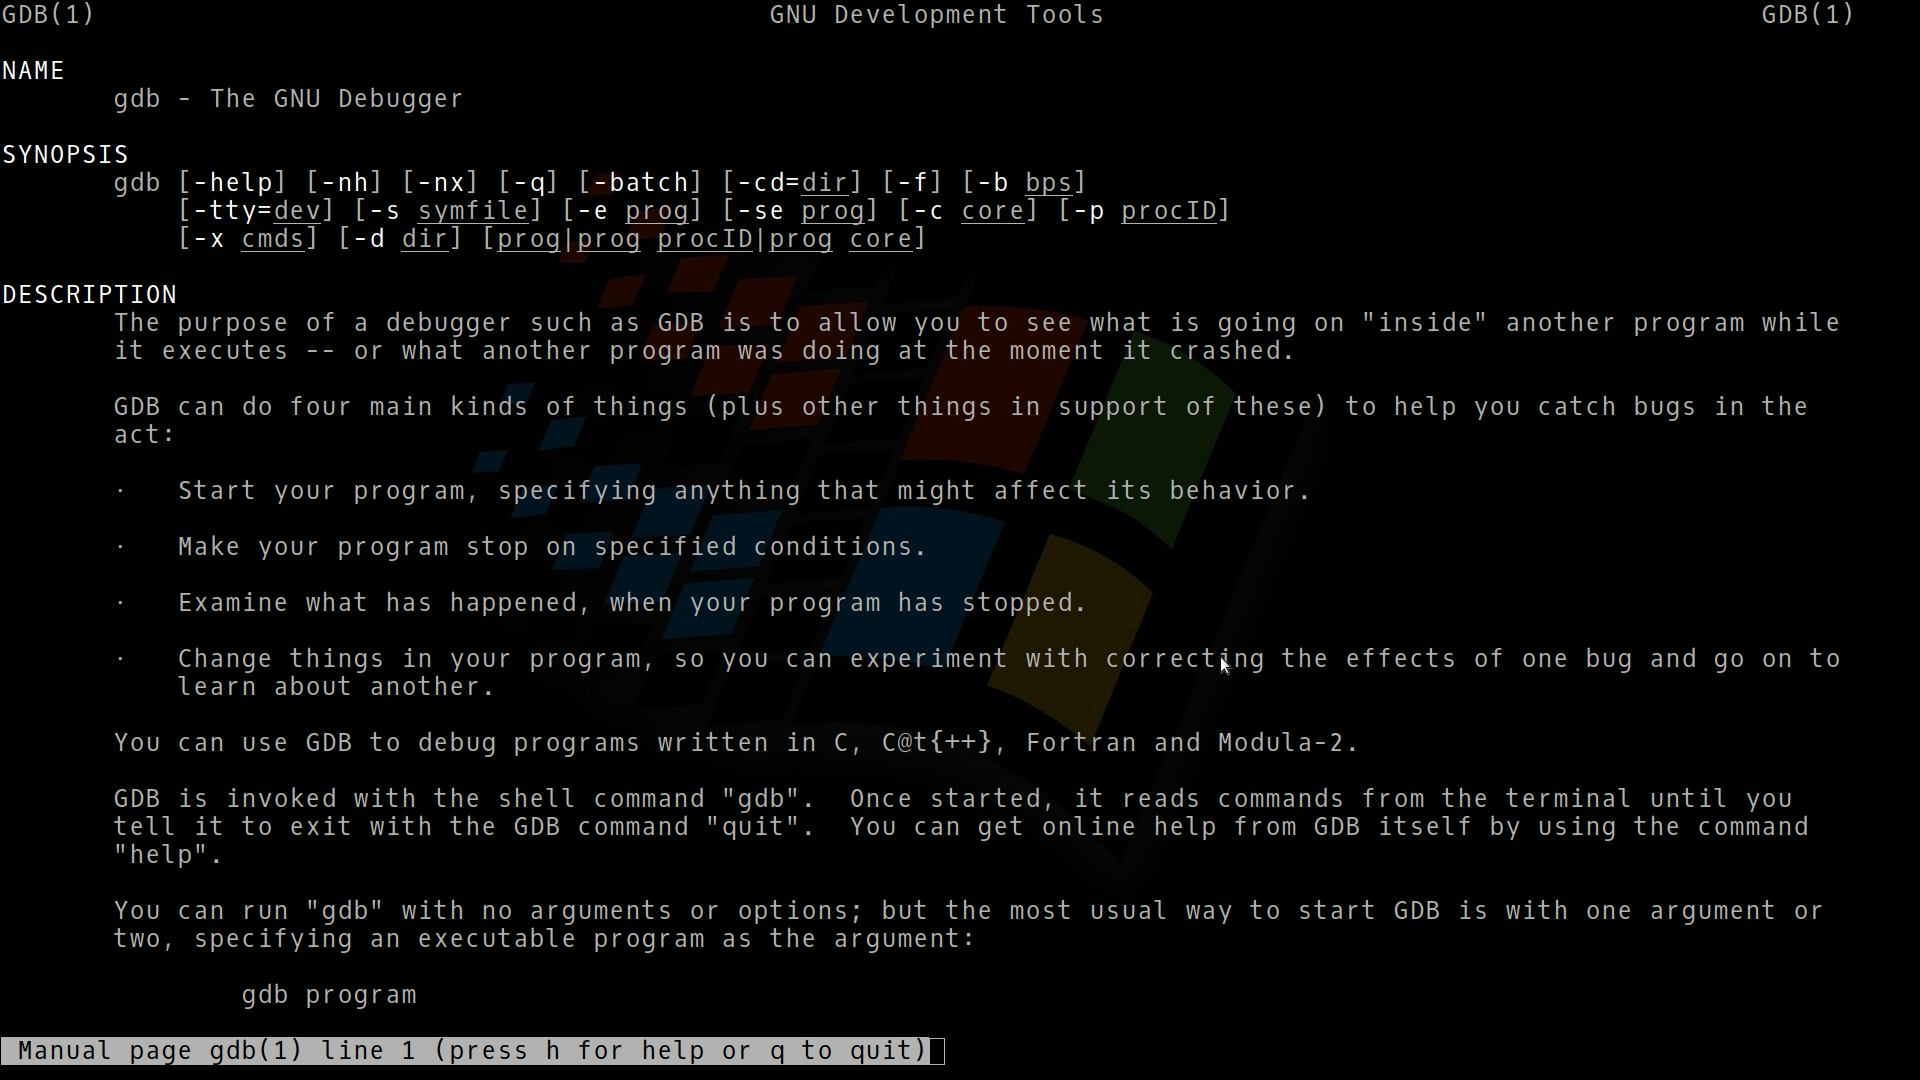 GDB(1) GNU Development Tools GDB(1)
NAME
gdb - The GNU Debugger
SYNOPSIS
gdb [-help] [-nh] [-nx] [-q] [-batch] [-cd=dir] [-f] [-b bps]
[-tty=dev] [-s symfile] [-e prog] [-se prog] [-c core] [-p procID]
[-x cmds] [-d dir] [prog|prog procID|prog core]
DESCRIPTION
The purpose of a debugger such as GDB is to allow you to see what is going on "inside" another program while
it executes -- or what another program was doing at the moment it crashed.
GDB can do four main kinds of things (plus other things in support of these) to help you catch bugs in the
act:
· Start your program, specifying anything that might affect its behavior.
· Make your program stop on specified conditions.
· Examine what has happened, when your program has stopped.
· Change things in your program, so you can experiment with correcting the effects of one bug and go on to
learn about another.
You can use GDB to debug programs written in C, C@t{++}, Fortran and Modula-2.
GDB is invoked with the shell command "gdb".  Once started, it reads commands from the terminal until you
tell it to exit with the GDB command "quit".  You can get online help from GDB itself by using the command
"help".
You can run "gdb" with no arguments or options; but the most usual way to start GDB is with one argument or
two, specifying an executable program as the argument:
gdb program
Manual page gdb(1) line 1 (press h for help or q to quit)